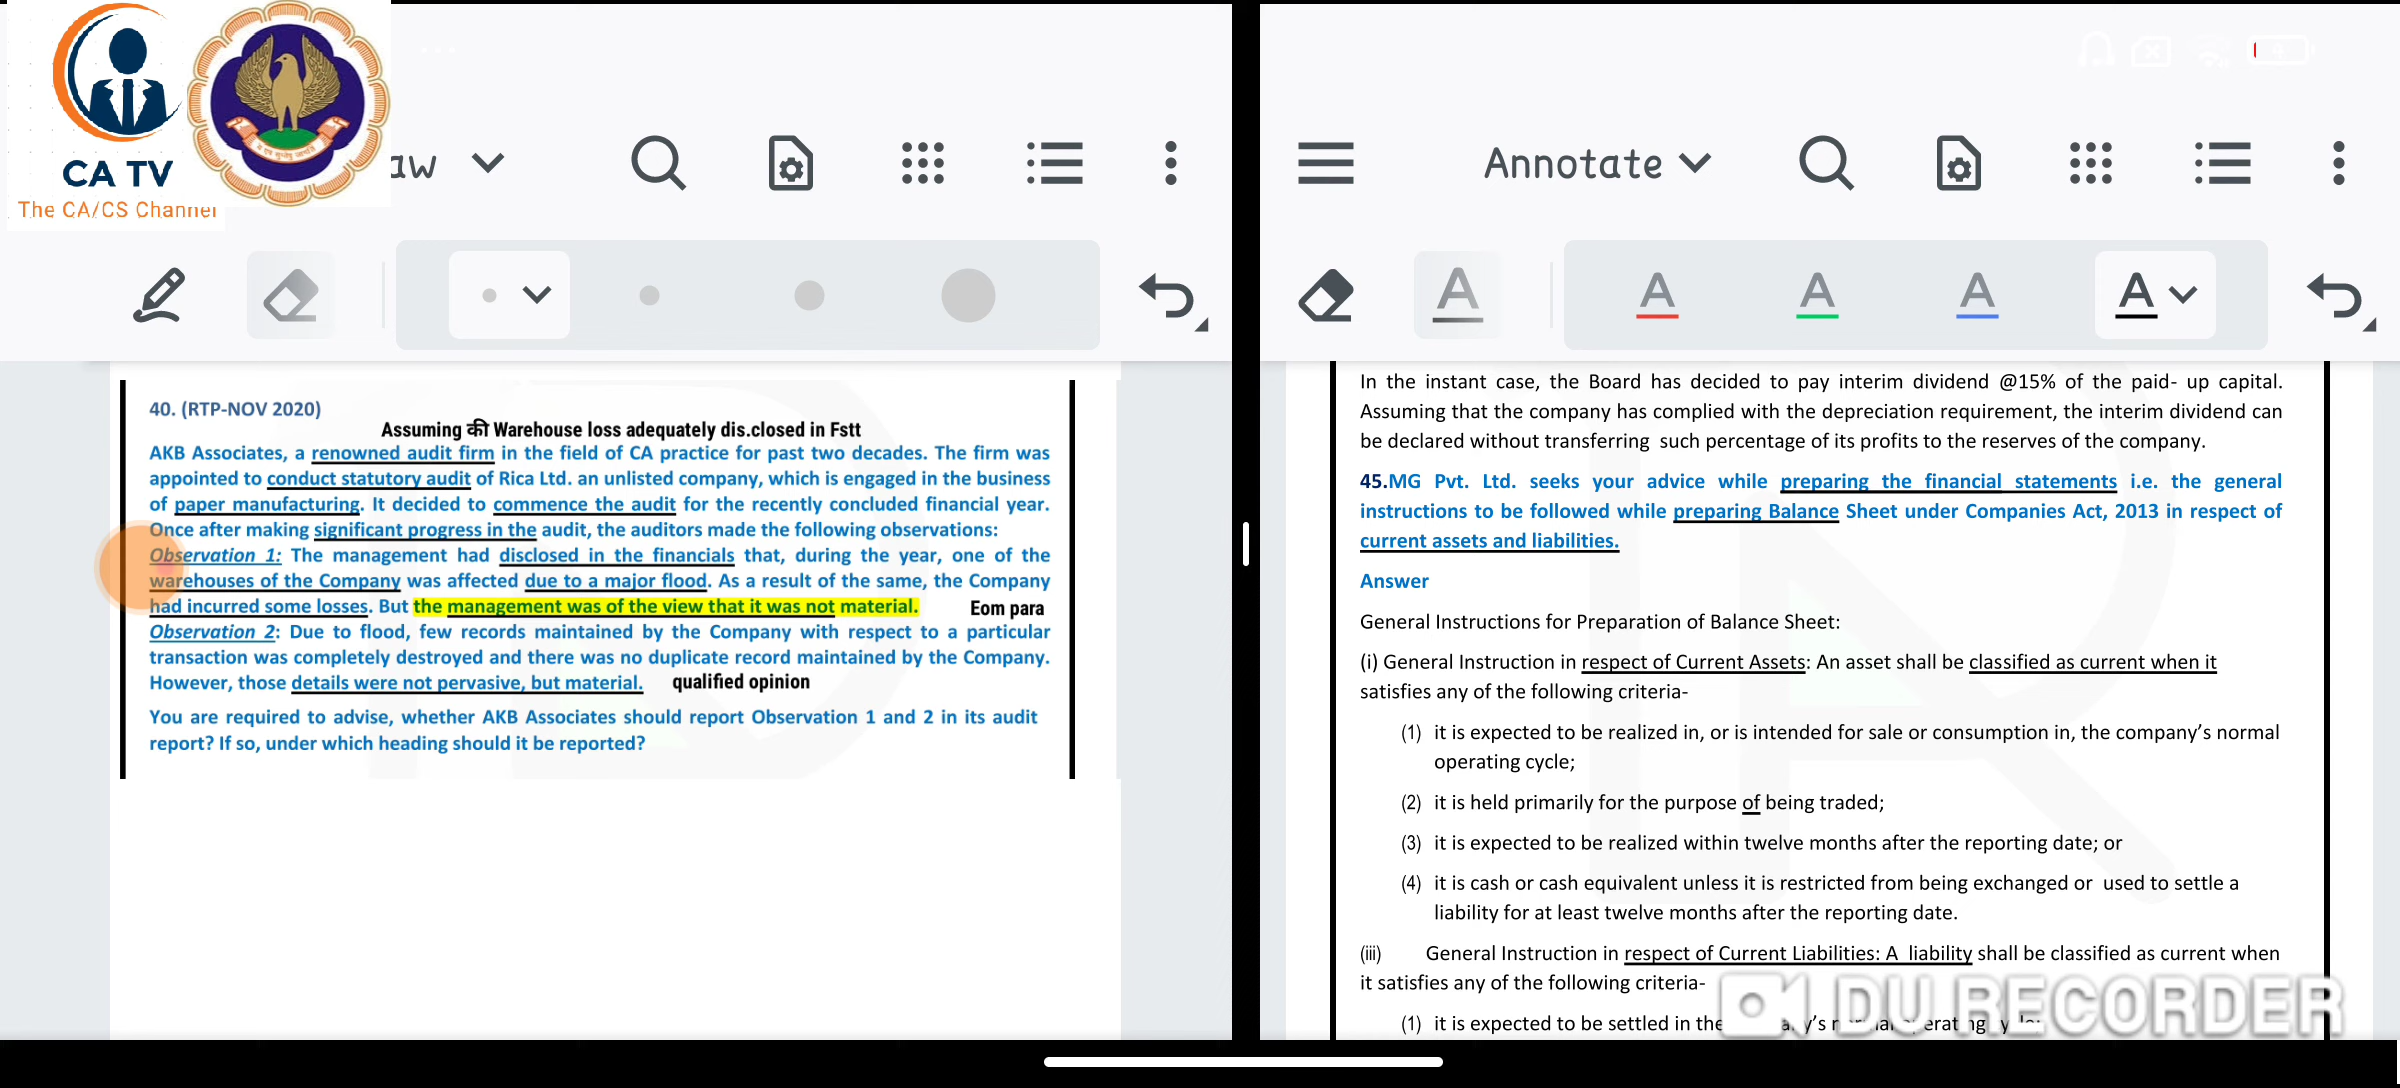 CA TV
The CA/CS Channel
aw
Annotate
4
A
A
A
A
A
40. (RTP-NOV 2020)
Assuming की Warehouse loss adequately dis.closed in Fstt
AKB Associates, a renowned audit firm in the field of CA practice for past two decades. The firm was
appointed to conduct statutory audit of Rica Ltd. an unlisted company, which is engaged in the business
of paper manufacturing. It decided to commence the audit for the recently concluded financial year.
Once after making significant progress in the audit, the auditors made the following observations:
Observation 1: The management had disclosed in the financials that, during the year, one of the
warehouses of the Company was affected due to a major flood. As a result of the same, the Company
had incurred some losses. But the management was of the view that it was not material. Eom para
Observation 2: Due to flood, few records maintained by the Company with respect to a particular
transaction was completely destroyed and there was no duplicate record maintained by the Company.
However, those details were not pervasive, but material. qualified opinion
You are required to advise, whether AKB Associates should report Observation 1 and 2 in its audit
report? If so, under which heading should it be reported?
In the instant case, the Board has decided to pay interim dividend @15% of the paid- up capital.
Assuming that the company has complied with the depreciation requirement, the interim dividend can
be declared without transferring such percentage of its profits to the reserves of the company.
45.MG Pvt. Ltd. seeks your advice while preparing the financial statements i.e. the general
instructions to be followed while preparing Balance Sheet under Companies Act, 2013 in respect of
current assets and liabilities.
Answer
General Instructions for Preparation of Balance Sheet:
(i) General Instruction in respect of Current Assets: An asset shall be classified as current when it
satisfies any of the following criteria-
(1) it is expected to be realized in, or is intended for sale or consumption in, the company's normal
operating cycle;
(2) it is held primarily for the purpose of being traded;
(3) it is expected to be realized within twelve months after the reporting date; or
(4) it is cash or cash equivalent unless it is restricted from being exchanged or used to settle a
liability for at least twelve months after the reporting date.
(iii) General Instruction in respect of Current Liabilities: A liability shall be classified as current when
it satisfies any of the following criteria-
(1) it is expected to be settled in the
DU RECORDER